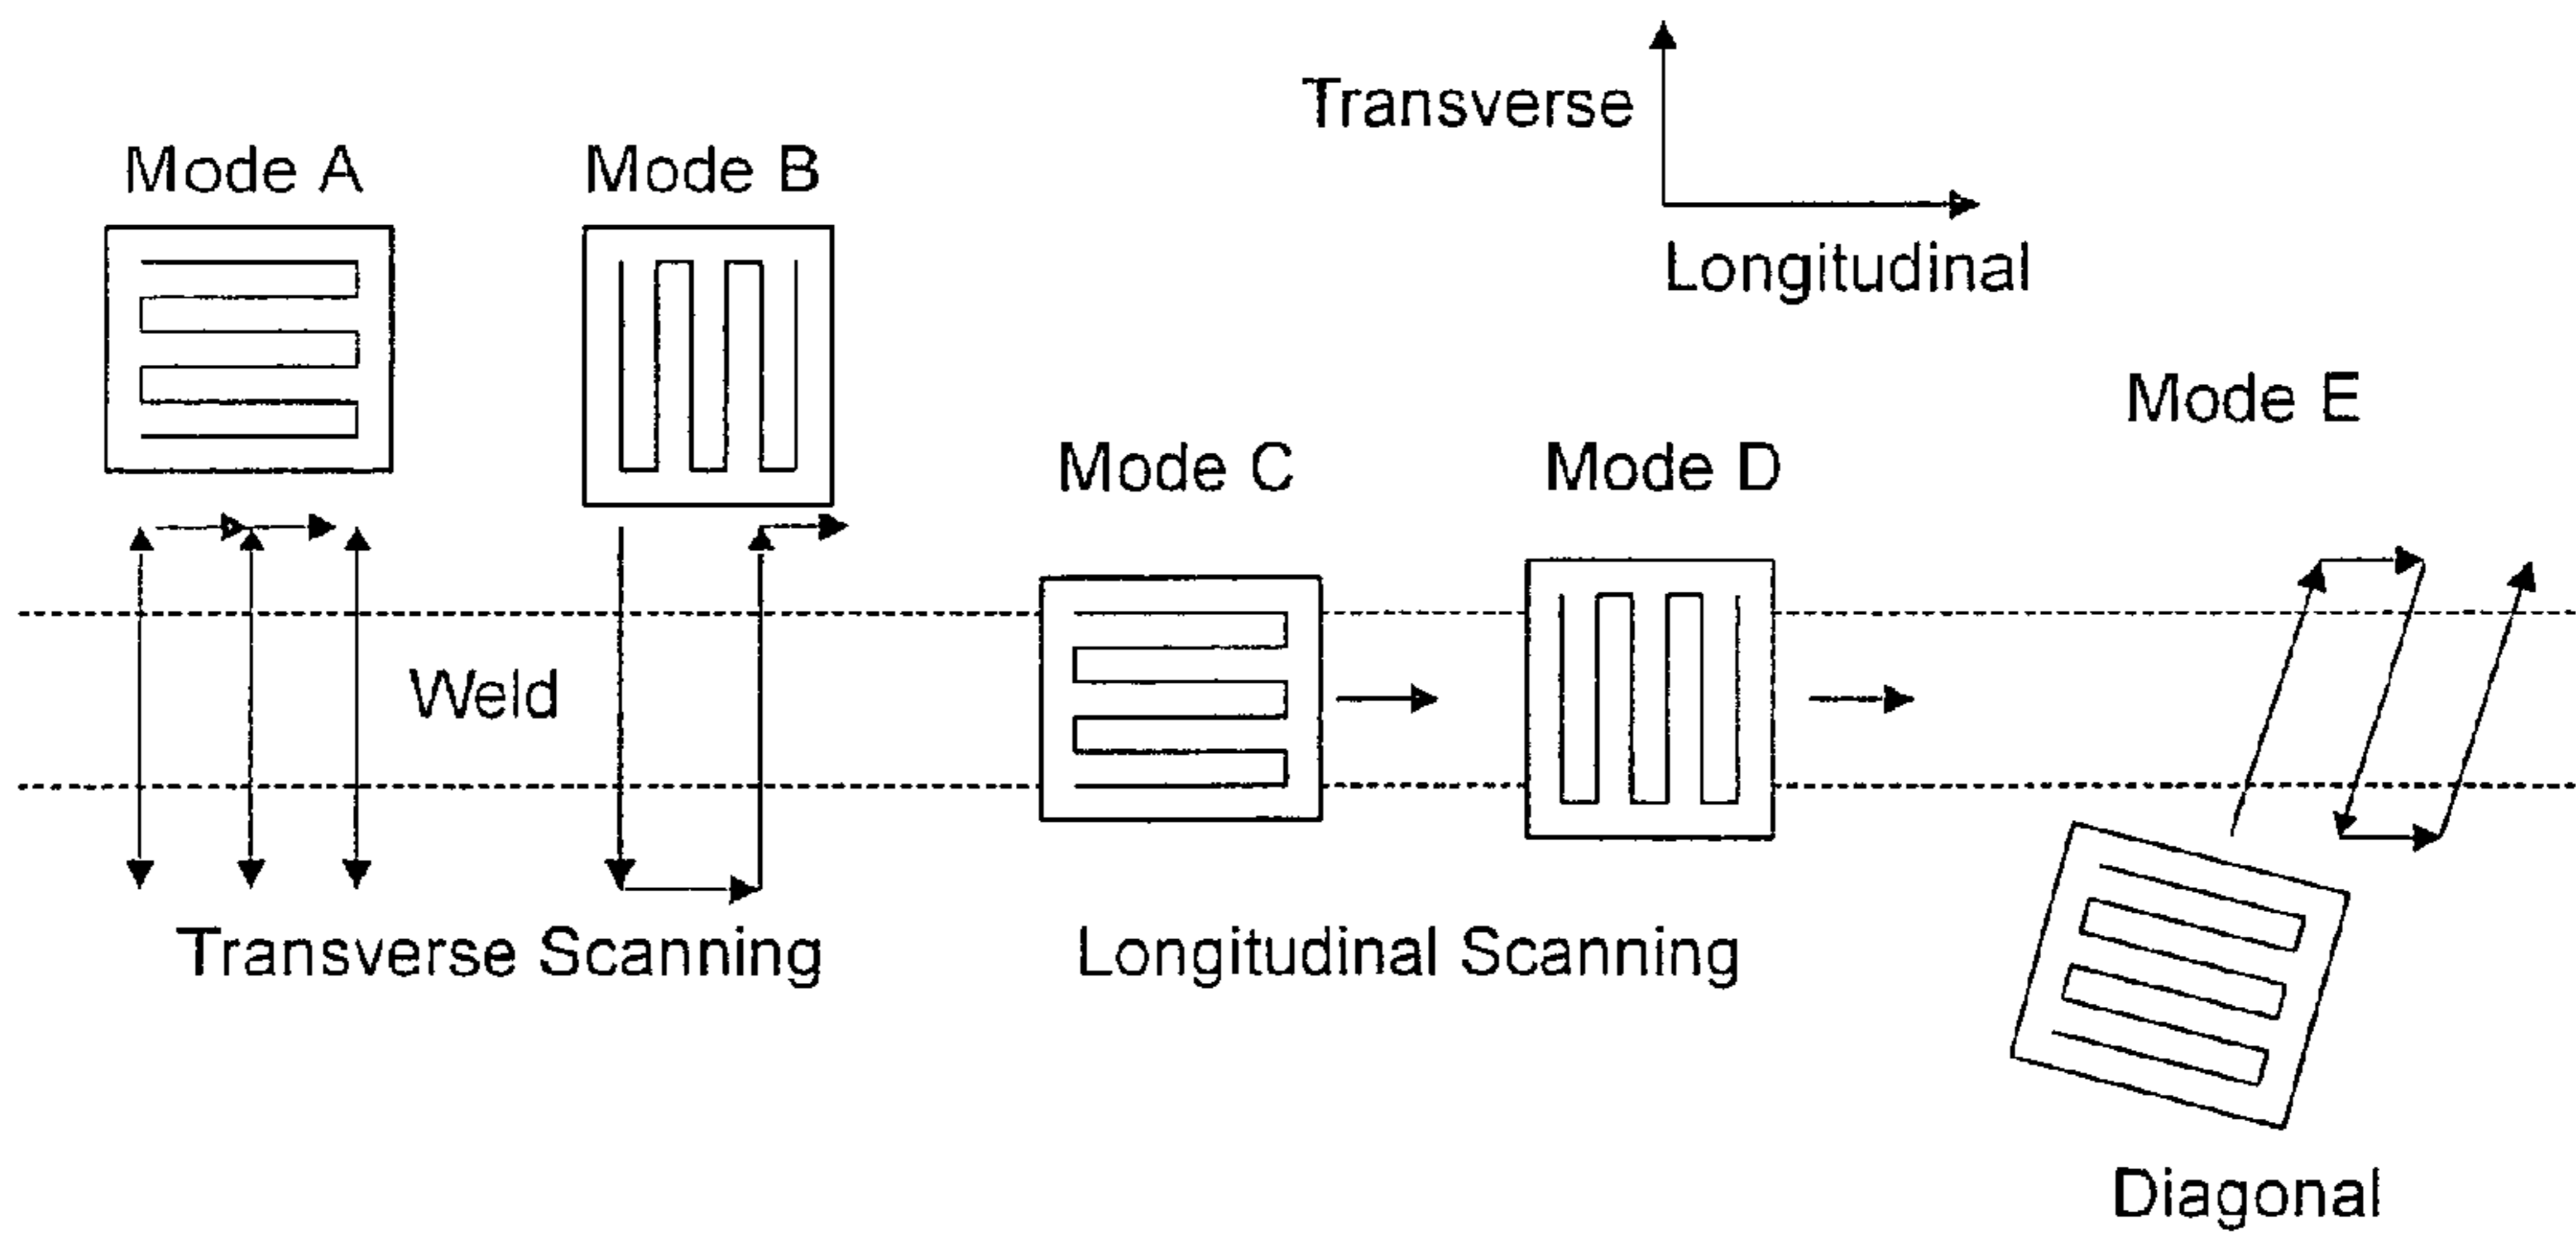 Transverse
Longitudinal
Mode A
Mode B
Mode C
Mode D
Mode E
Weld
Transverse Scanning
Longitudinal Scanning
Diagonal